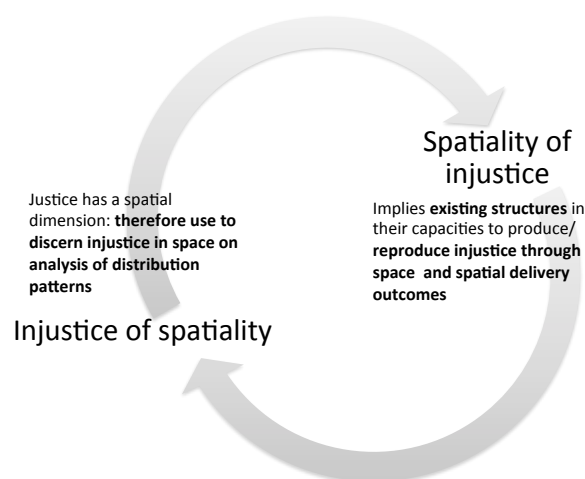 Spatiality of
injustice
Implies existing structures in
their capacities to produce/
reproduce injustice through
space and spatial delivery
outcomes
Justice has a spatial
dimension: therefore use to
discern injustice in space on
analysis of distribution
patterns
Injustice of spatiality